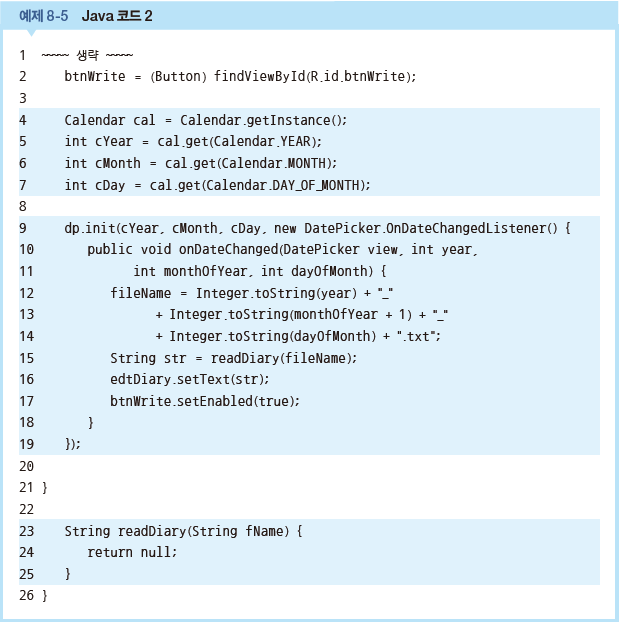 예제 8-5 Java 코드 2
1 ~~~~ 생략 ~~~~
2 btnWrite = (Button) findViewById(R.id.btnWrite);
3
4 Calendar cal = Calendar.getInstance();
5 int cYear = cal.get(Calendar.YEAR);
6 int cMonth = cal.get(Calendar.MONTH);
7 int cDay = cal.get(Calendar.DAY_OF_MONTH);
8
9 dp.init(cYear, cMonth, cDay, new DatePicker.OnDateChangedListener() {
10 public void onDateChanged(DatePicker view, int year,
11 int monthOfYear, int dayOfMonth) {
12 fileName = Integer.toString(year) + "_"
13 + Integer.toString(monthOfYear + 1) + "_"
14 + Integer.toString(dayOfMonth) + ".txt";
15 String str = readDiary(fileName);
16 edtDiary.setText(str);
17 btnWrite.setEnabled(true);
18 }
19 });
20
21 }
22
23 String readDiary(String fName) {
24 return null;
25 }
26 }